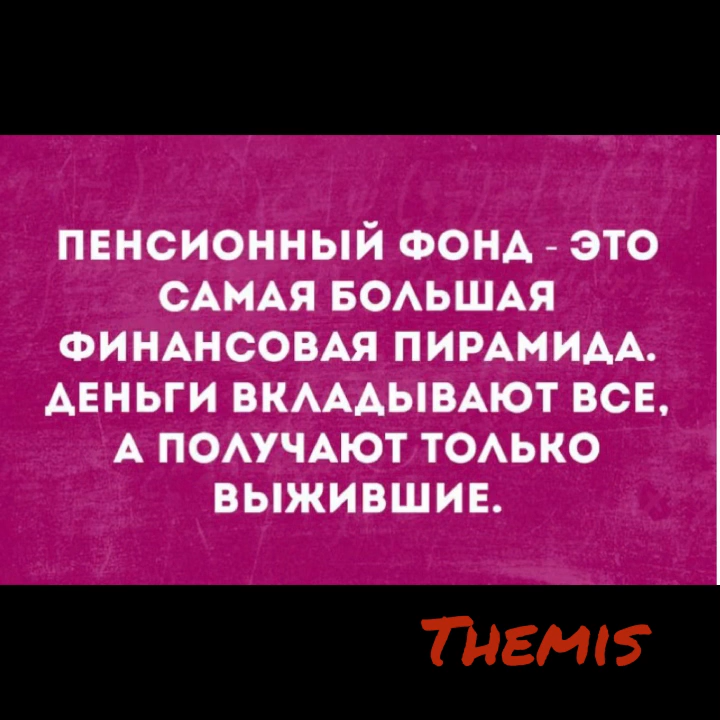 ПЕНСИОННЫЙ ФОНД - ЭТО
САМАЯ БОЛЬШАЯ
ФИНАНСОВАЯ ПИРАМИДА.
ДЕНЬГИ ВКЛАДЫВАЮТ ВСЕ,
А ПОЛУЧАЮТ ТОЛЬКО
ВЫЖИВШИЕ.
THEMIS